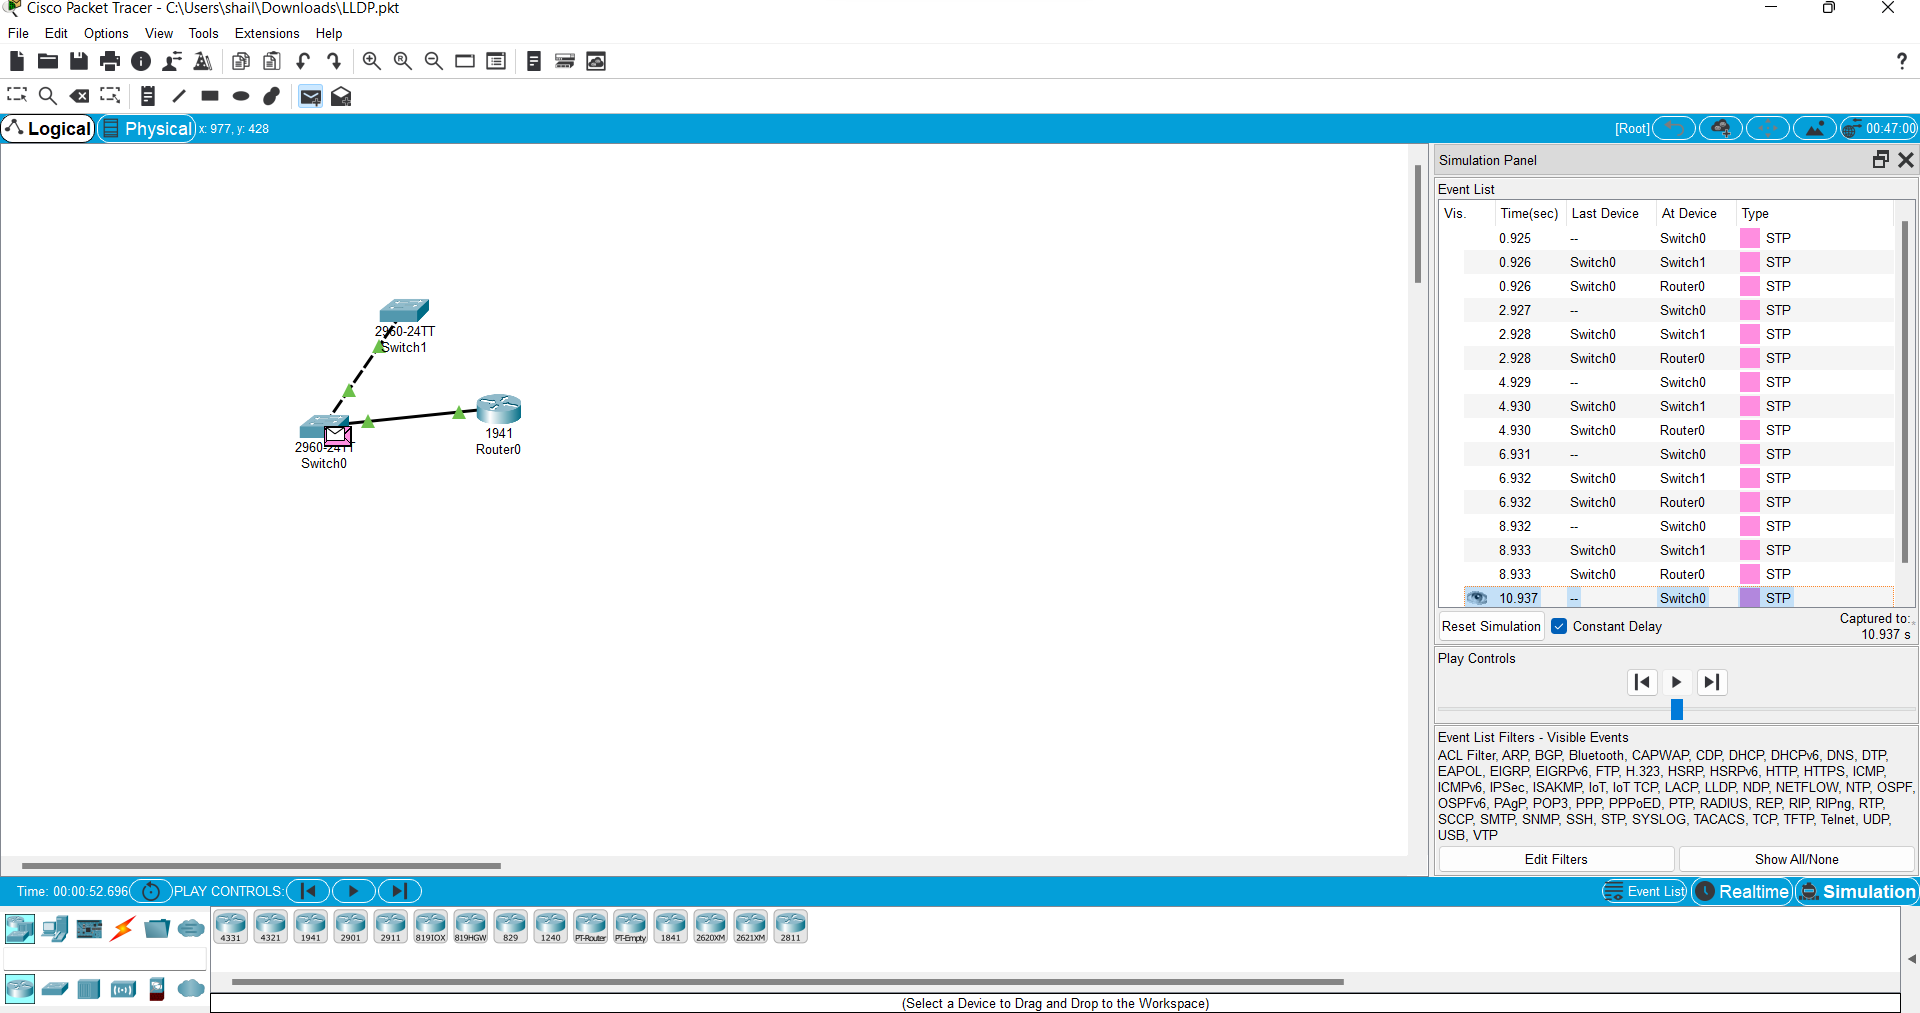 Cisco Packet Tracer - C:\Users\shail\Downloads\LLDP.pkt
File Edit Options View Tools Extensions Help
?
Logical Physical x: 977, y: 428 [Root] 00:47:00
2960-24TT
Switch1
2960-24TT
Switch0
1941
Router0
Simulation Panel
Event List
Vis. Time(sec) Last Device At Device Type
0.925 -- Switch0 STP
0.926 Switch0 Switch1 STP
0.926 Switch0 Router0 STP
2.927 -- Switch0 STP
2.928 Switch0 Switch1 STP
2.928 Switch0 Router0 STP
4.929 -- Switch0 STP
4.930 Switch0 Switch1 STP
4.930 Switch0 Router0 STP
6.931 -- Switch0 STP
6.932 Switch0 Switch1 STP
6.932 Switch0 Router0 STP
8.932 -- Switch0 STP
8.933 Switch0 Switch1 STP
8.933 Switch0 Router0 STP
10.937 -- Switch0 STP
Reset Simulation Constant Delay Captured to:
10.937 s
Play Controls
Event List Filters - Visible Events
ACL Filter, ARP, BGP, Bluetooth, CAPWAP, CDP, DHCP, DHCPv6, DNS, DTP,
EAPOL, EIGRP, EIGRPv6, FTP, H.323, HSRP, HSRPv6, HTTP, HTTPS, ICMP,
ICMPv6, IPSec, ISAKMP, IoT, IoT TCP, LACP, LLDP, NDP, NETFLOW, NTP, OSPF,
OSPFv6, PAgP, POP3, PPP, PPPoED, PTP, RADIUS, REP, RIP, RIPng, RTP,
SCCP, SMTP, SNMP, SSH, STP, SYSLOG, TACACS, TCP, TFTP, Telnet, UDP,
USB, VTP
Edit Filters Show All/None
Time: 00:00:52.696 PLAY CONTROLS: Event List Realtime Simulation
4331 4321 1941 2901 2911 819IOX 819HGW 829 1240 PT-Router PT-Empty 1841 2620XM 2621XM 2811
(Select a Device to Drag and Drop to the Workspace)